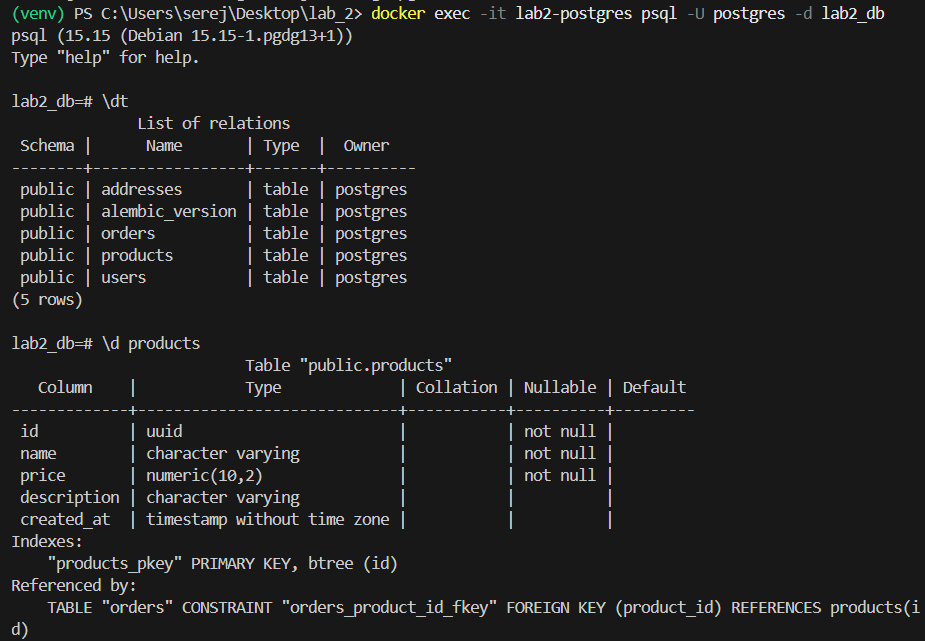 (venv) PS C:\Users\serej\Desktop\lab_2> docker exec -it lab2-postgres psql -U postgres -d lab2_db
psql (15.15 (Debian 15.15-1.pgdg13+1))
Type "help" for help.

lab2_db=# \dt
              List of relations
 Schema |      Name       | Type  |  Owner
--------+-----------------+-------+----------
 public | addresses       | table | postgres
 public | alembic_version | table | postgres
 public | orders          | table | postgres
 public | products        | table | postgres
 public | users           | table | postgres
(5 rows)

lab2_db=# \d products
                          Table "public.products"
   Column    |            Type             | Collation | Nullable | Default
-------------+-----------------------------+-----------+----------+---------
 id          | uuid                        |           | not null |
 name        | character varying           |           | not null |
 price       | numeric(10,2)               |           | not null |
 description | character varying           |           |          |
 created_at  | timestamp without time zone |           |          |
Indexes:
    "products_pkey" PRIMARY KEY, btree (id)
Referenced by:
    TABLE "orders" CONSTRAINT "orders_product_id_fkey" FOREIGN KEY (product_id) REFERENCES products(i
d)